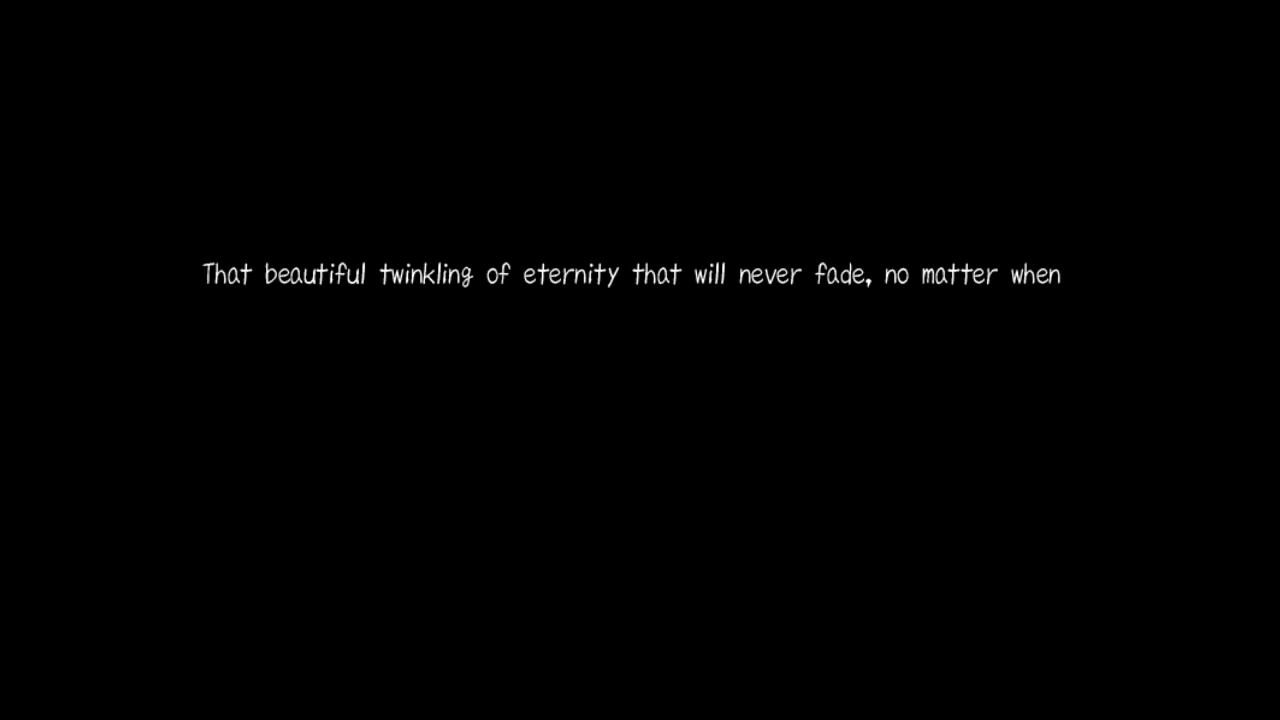 That beautiful twinkling of eternity that will never fade, no matter when